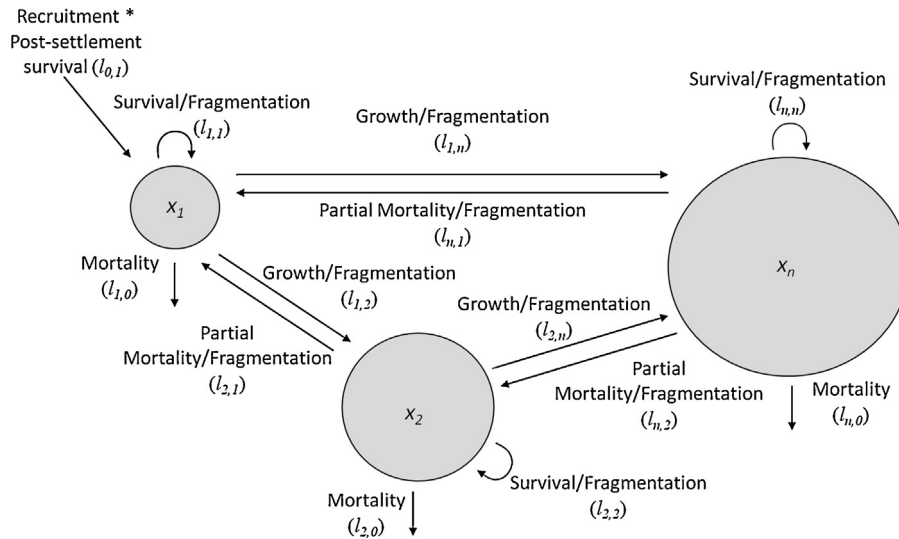 Recruitment *
Post-settlement
survival (l0,1)
Survival/Fragmentation
(l1,1)
Growth/Fragmentation
(l1,n)
Survival/Fragmentation
(ln,n)
x1
Partial Mortality/Fragmentation
(ln,1)
xn
Mortality
(l1,0)
Growth/Fragmentation
(l1,2)
Growth/Fragmentation
(l2,n)
Partial
Mortality/Fragmentation
(l2,1)
Partial
Mortality/Fragmentation
(ln,2)
Mortality
(ln,0)
x2
Mortality
(l2,0)
Survival/Fragmentation
(l2,2)